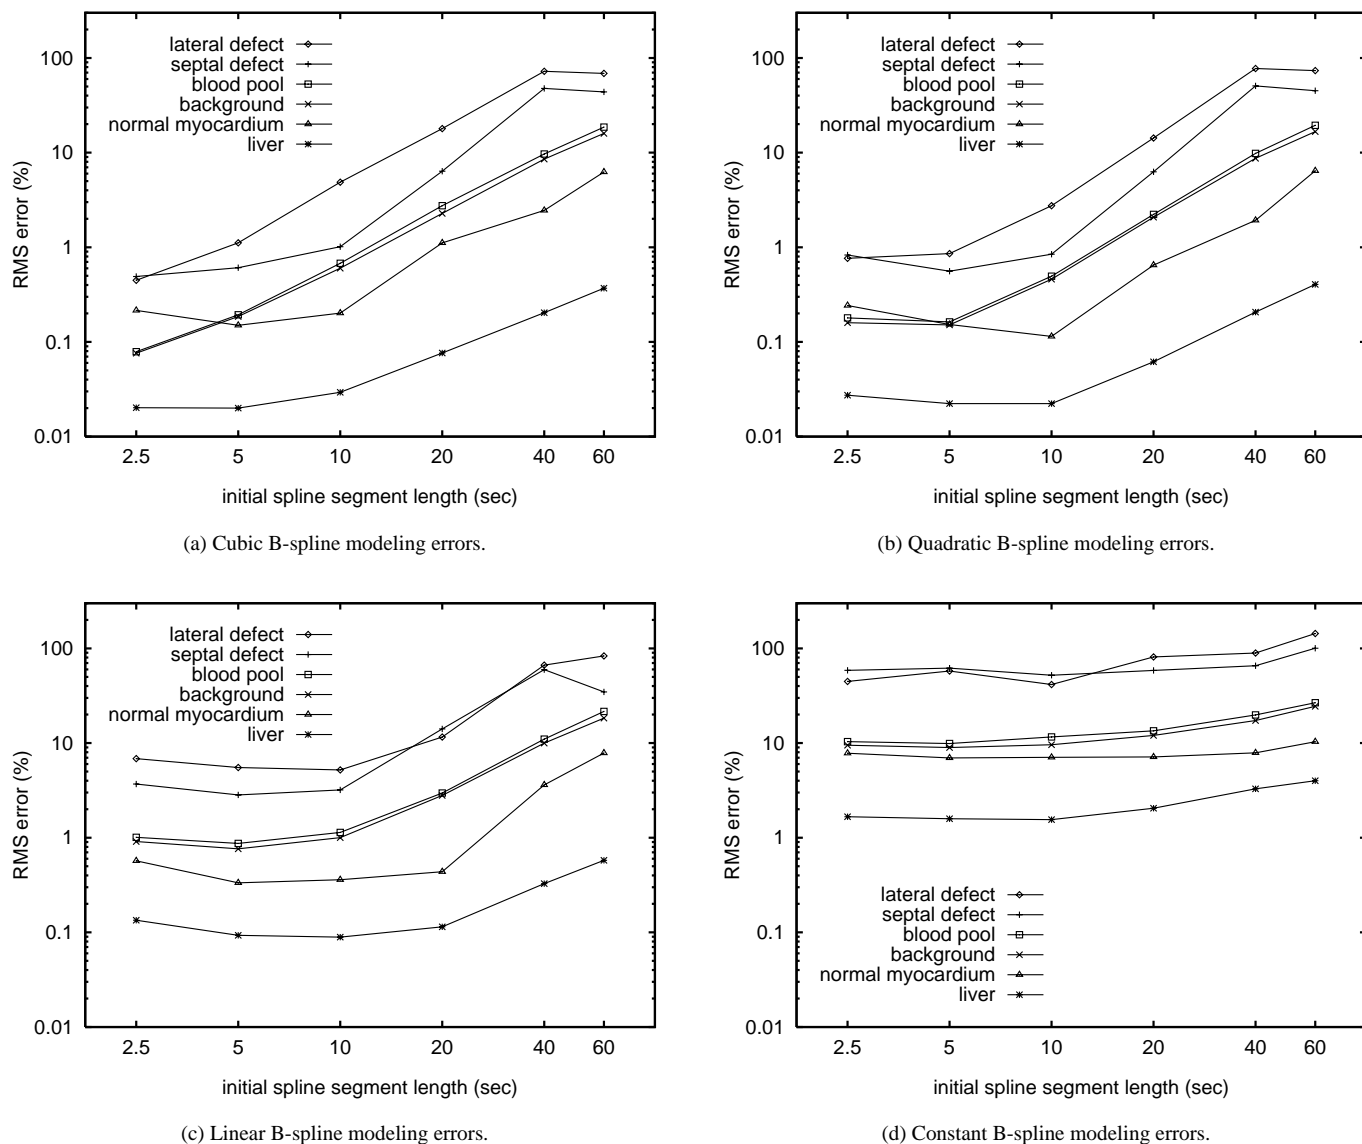 100
10
1
0.1
0.01
RMS error (%)
lateral defect
septal defect
blood pool
background
normal myocardium
liver
2.5 5 10 20 40 60
initial spline segment length (sec)
(a) Cubic B-spline modeling errors.
100
10
1
0.1
0.01
RMS error (%)
lateral defect
septal defect
blood pool
background
normal myocardium
liver
2.5 5 10 20 40 60
initial spline segment length (sec)
(b) Quadratic B-spline modeling errors.
100
10
1
0.1
0.01
RMS error (%)
lateral defect
septal defect
blood pool
background
normal myocardium
liver
2.5 5 10 20 40 60
initial spline segment length (sec)
(c) Linear B-spline modeling errors.
100
10
1
0.1
0.01
RMS error (%)
lateral defect
septal defect
blood pool
background
normal myocardium
liver
2.5 5 10 20 40 60
initial spline segment length (sec)
(d) Constant B-spline modeling errors.